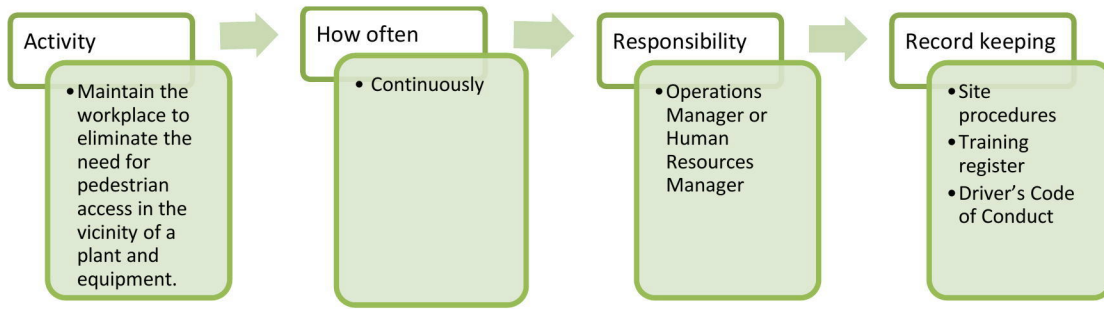 Activity
• Maintain the
workplace to
eliminate the
need for
pedestrian
access in the
vicinity of a
plant and
equipment.
How often
• Continuously
Responsibility
• Operations
Manager or
Human
Resources
Manager
Record keeping
• Site
procedures
• Training
register
• Driver’s Code
of Conduct